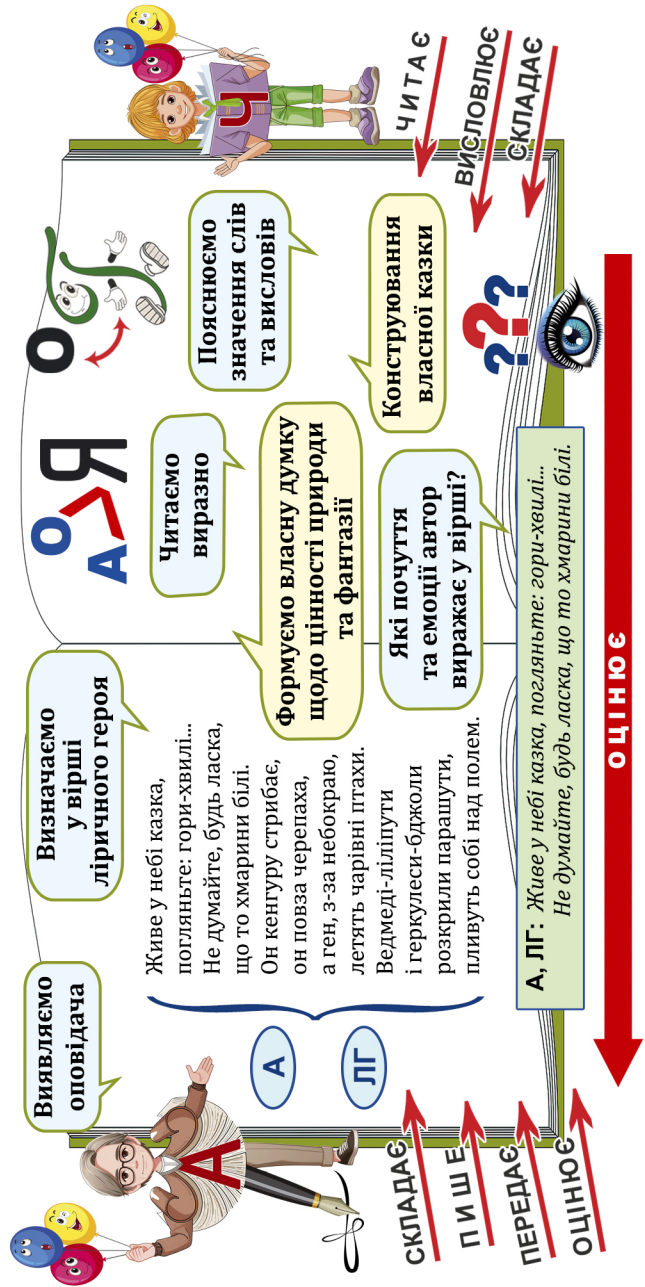 Виявляємо
оповідача
Визначаємо
у вірші
ліричного героя
А О
> Я
О
А
Ч
А
ЛГ
Живе у небі казка,
погляньте: гори-хвилі...
Не думайте, будь ласка,
що то хмарини білі.
Он кенгуру стрибає,
он повза черепаха,
а ген, з-за небокраю,
летять чарівні птахи.
Ведмеді-ліліпути
і геркулеси-бджоли
розкрили парашути,
пливуть собі над полем.
Читаємо
виразно
Пояснюємо
значення слів
та висловів
Формуємо власну думку
щодо цінності природи
та фантазії
Конструювання
власної казки
Які почуття
та емоції автор
виражає у вірші?
???
А, ЛГ: Живе у небі казка, погляньте: гори-хвилі...
Не думайте, будь ласка, що то хмарини білі.
СКЛАДАЄ
ПИШЕ
ПЕРЕДАЄ
ОЦІНЮЄ
ЧИТАЄ
ВИСЛОВЛЮЄ
СКЛАДАЄ
ОЦІНЮЄ